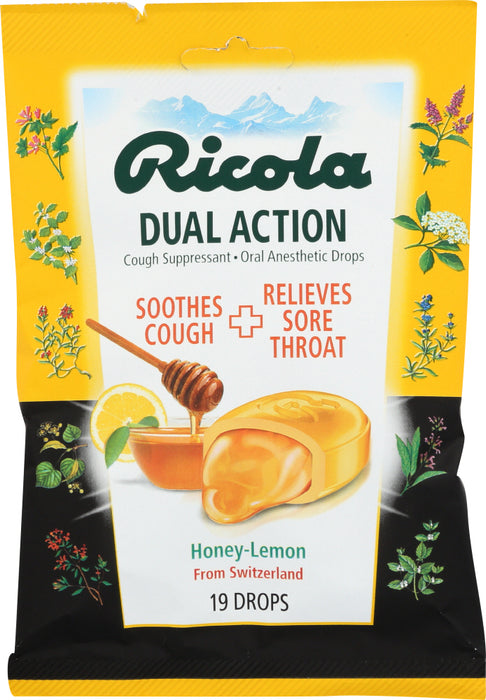 Ricola
DUAL ACTION
Cough Suppressant • Oral Anesthetic Drops
SOOTHES
COUGH
RELIEVES
SORE
THROAT
Honey-Lemon
From Switzerland
19 DROPS